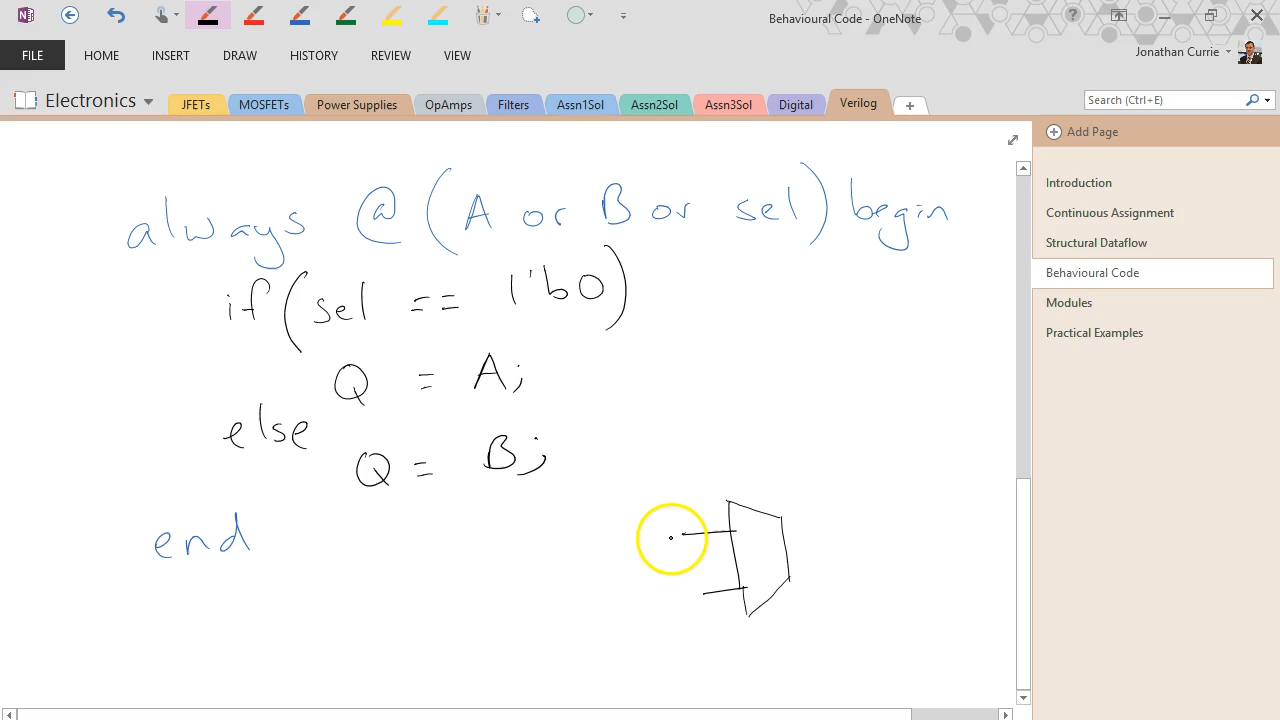 Behavioural Code - OneNote
?
FILE HOME INSERT DRAW HISTORY REVIEW VIEW
Jonathan Currie
Electronics
JFETs MOSFETs Power Supplies OpAmps Filters Assn1Sol Assn2Sol Assn3Sol Digital Verilog +
Search (Ctrl+E)
Add Page
Introduction
Continuous Assignment
Structural Dataflow
Behavioural Code
Modules
Practical Examples
always @ (A or B or sel) begin
if (sel == 1'b0)
Q = A;
else
Q = B;
end